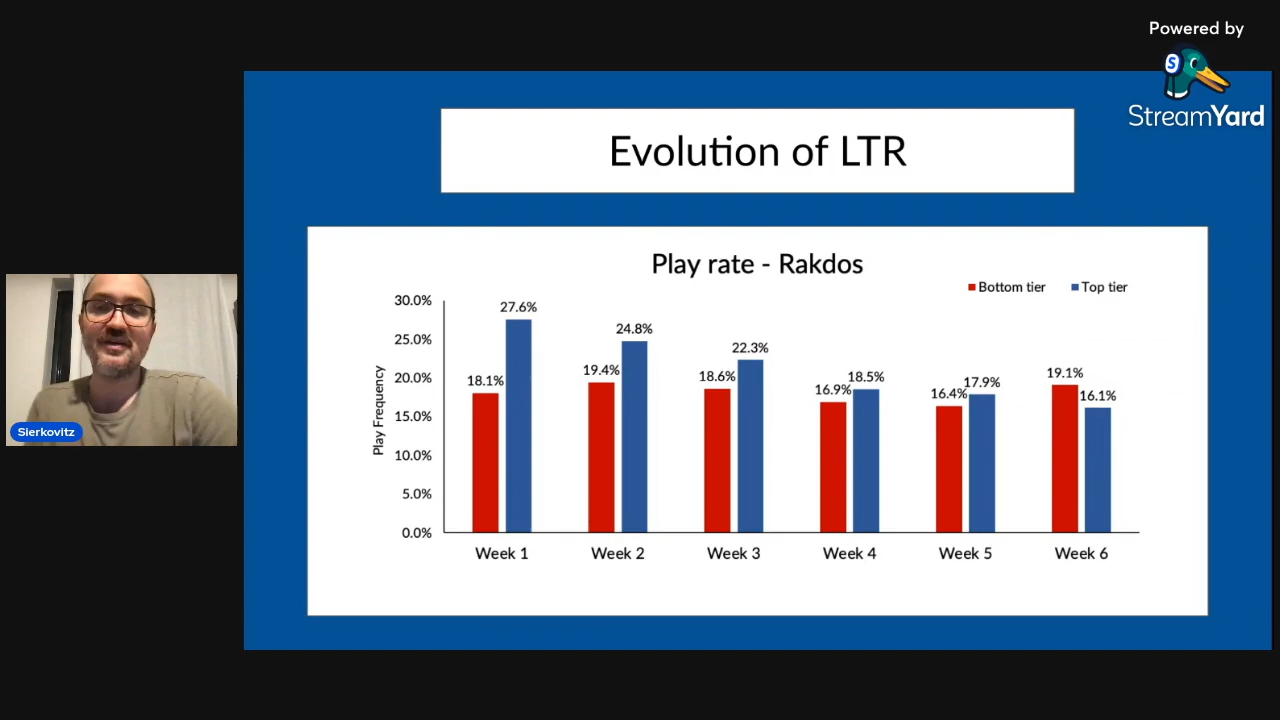 Powered by
S
StreamYard
Evolution of LTR
Play rate - Rakdos
Bottom tier
Top tier
Play Frequency
30.0%
25.0%
20.0%
15.0%
10.0%
5.0%
0.0%
18.1%
27.6%
19.4%
24.8%
18.6%
22.3%
16.9%
18.5%
16.4%
17.9%
19.1%
16.1%
Week 1
Week 2
Week 3
Week 4
Week 5
Week 6
Sierkovitz